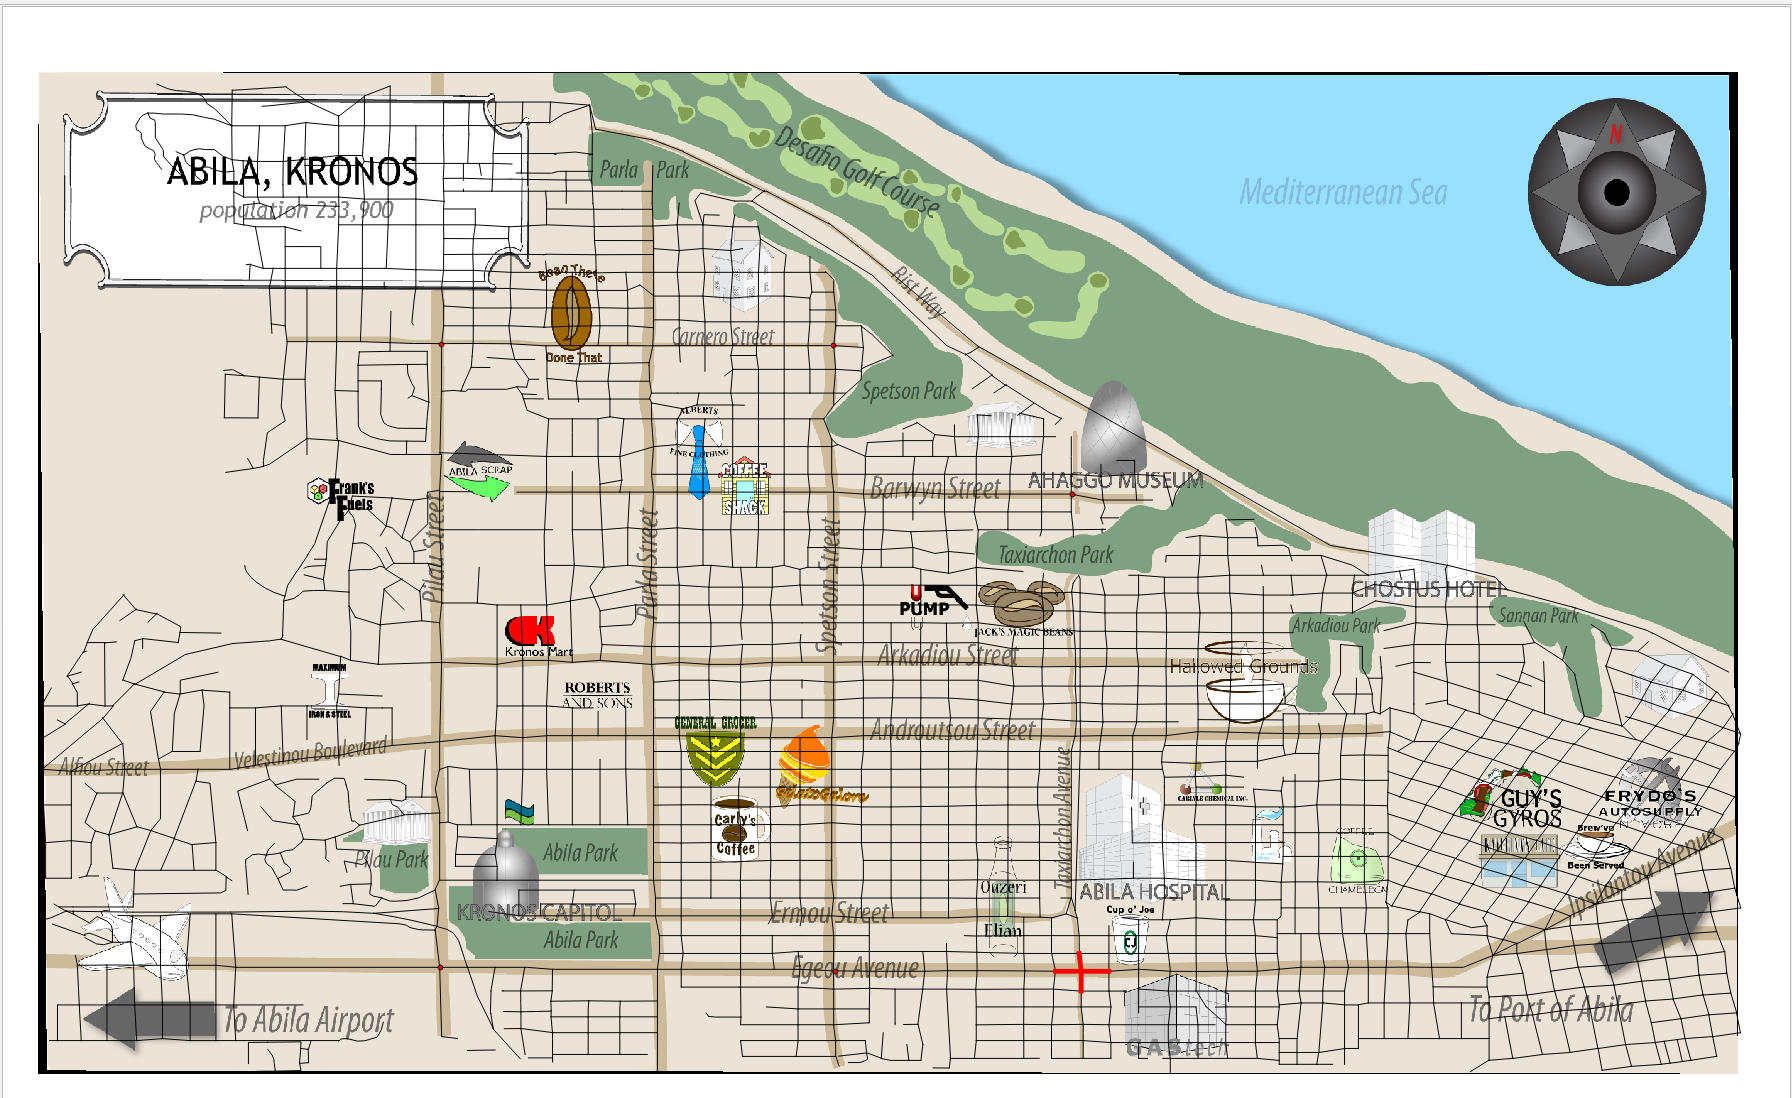 ABILA, KRONOS
population 233,900
N
Mediterranean Sea
Desafio Golf Course
Parla Park
Rist Way
Bean There
Done That
Carnero Street
Spetson Park
ALBERTS
FINE CLOTHING
ABILA SCRAP
COFFEE
SHACK
Frank's
Fuels
Barwyn Street
AHAGGO MUSEUM
Pilau Street
Parla Street
Spetson Street
Taxiarchon Park
CHOSTUS HOTEL
U
PUMP
U
JACK'S MAGIC BEANS
Arkadiou Park
Sannan Park
Kronos Mart
Arkadiou Street
Hallowed Grounds
MAXIMUM
IRON & STEEL
ROBERTS
AND SONS
GENERAL GROCER
Androutsou Street
Velestinou Boulevard
Alfiou Street
GelatoGalore
Taxiarchon Avenue
CARLYLE CHEMICAL INC.
GUY'S
GYROS
FRYDO'S
AUTOSUPPLY
Carly's
Coffee
Brew've
Been Served
COFFEE
CHAMELEON
Pilau Park
Abila Park
Ouzeri
Elian
ABILA HOSPITAL
Ipsilantou Avenue
KRONOS CAPITOL
Ermou Street
Cup o' Joe
EJ
Abila Park
Egeou Avenue
To Abila Airport
To Port of Abila
GAStech